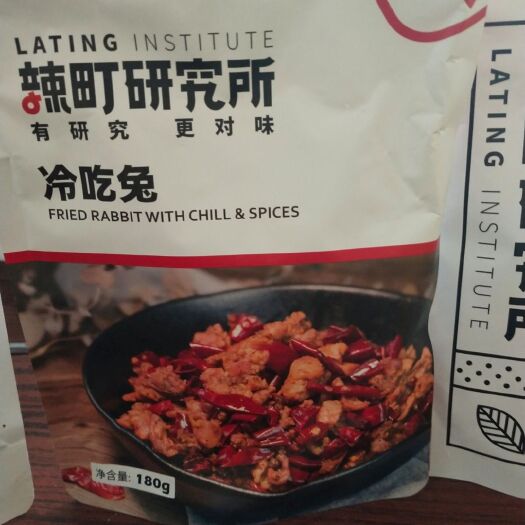 LATING INSTITUTE
辣町研究所
有研究 更对味
冷吃兔
FRIED RABBIT WITH CHILL & SPICES
净含量: 180g
LATING INSTITUTE